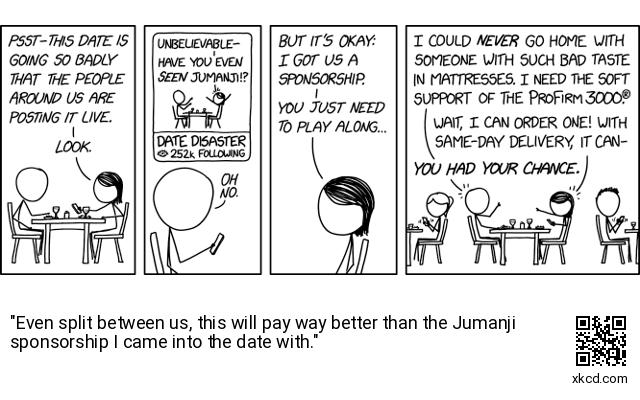 PSST-THIS DATE IS
GOING SO BADLY
THAT THE PEOPLE
AROUND US ARE
POSTING IT LIVE.
LOOK.
UNBELIEVABLE-
HAVE YOU EVEN
SEEN JUMANJI!?
DATE DISASTER
252k FOLLOWING
OH
NO.
BUT IT'S OKAY:
I GOT US A
SPONSORSHIP.
YOU JUST NEED
TO PLAY ALONG...
I COULD NEVER GO HOME WITH
SOMEONE WITH SUCH BAD TASTE
IN MATTRESSES. I NEED THE SOFT
SUPPORT OF THE PROFIRM 3000®
WAIT, I CAN ORDER ONE! WITH
SAME-DAY DELIVERY, IT CAN-
YOU HAD YOUR CHANCE.
"Even split between us, this will pay way better than the Jumanji
sponsorship I came into the date with."
xkcd.com